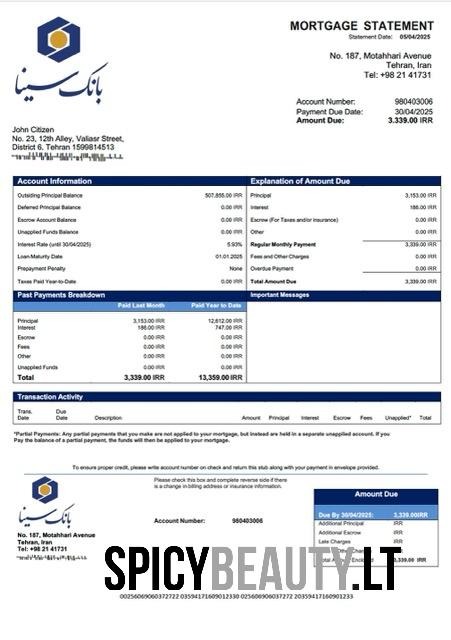 MORTGAGE STATEMENT
Statement Date: 05/04/2025
No. 187, Motahhari Avenue
Tehran, Iran
Tel: +98 21 41731
بانک سینا
Account Number: 980403006
Payment Due Date: 30/04/2025
Amount Due: 3.339.00 IRR
John Citizen
No. 23, 12th Alley, Valiasr Street,
District 6, Tehran 1599814513
Account Information
Outsiding Principal Balance 507,855.00 IRR
Deferred Principal Balance 0.00 IRR
Escrow Account Balance 0.00 IRR
Unapplied Funds Balance 0.00 IRR
Interest Rate (until 30/04/2025) 5.93%
Loan Maturity Date 01.01.2025
Prepayment Penalty None
Taxes Paid Year-to-Date 0.00 IRR
Explanation of Amount Due
Principal 3,153.00 IRR
Interest 186.00 IRR
Escrow (For Taxes and/or insurance) 0.00 IRR
Other 0.00 IRR
Regular Monthly Payment 3,339.00 IRR
Fees and Other Charges 0.00 IRR
Overdue Payment 0.00 IRR
Total Amount Due 3,339.00 IRR
Past Payments Breakdown
Paid Last Month Paid Year to Date
Principal 3,153.00 IRR 12,612.00 IRR
Interest 186.00 IRR 747.00 IRR
Escrow 0.00 IRR 0.00 IRR
Fees 0.00 IRR 0.00 IRR
Other 0.00 IRR 0.00 IRR
Unapplied Funds 0.00 IRR 0.00 IRR
Total 3,339.00 IRR 13,359.00 IRR
Important Messages
Transaction Activity
Trans. Date Due Date Description Amount Principal Interest Escrow Fees Unapplied* Total
*Partial Payments: Any partial payments that you make are not applied to your mortgage, but instead are held in a separate unapplied account. If you
Pay the balance of a partial payment, the funds will then be applied to your mortgage.
To ensure proper credit, please write account number on check and return this stub along with your payment in envelope provided.
بانک سینا
Please check this box and complete reverse side if there
is a change in billing address or insurance information.
Account Number: 980403006
No. 187, Motahhari Avenue
Tehran, Iran
Tel: +98 21 41731
Amount Due
Due By 30/04/2025: 3,339.00IRR
Additional Principal IRR
Additional Escrow IRR
Late Charges IRR
SPICYBEAUTY.LT